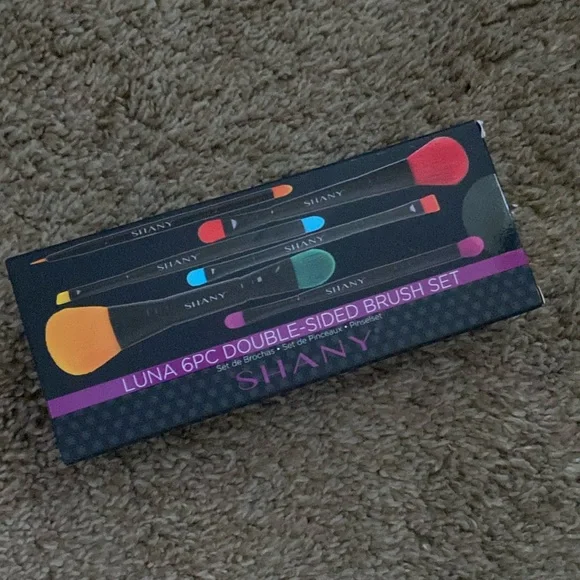 SHANY
SHANY
SHANY
SHANY
SHANY
LUNA 6PC DOUBLE-SIDED BRUSH SET
Set de Brochas • Set de Pinceaux • Pinselset
SHANY